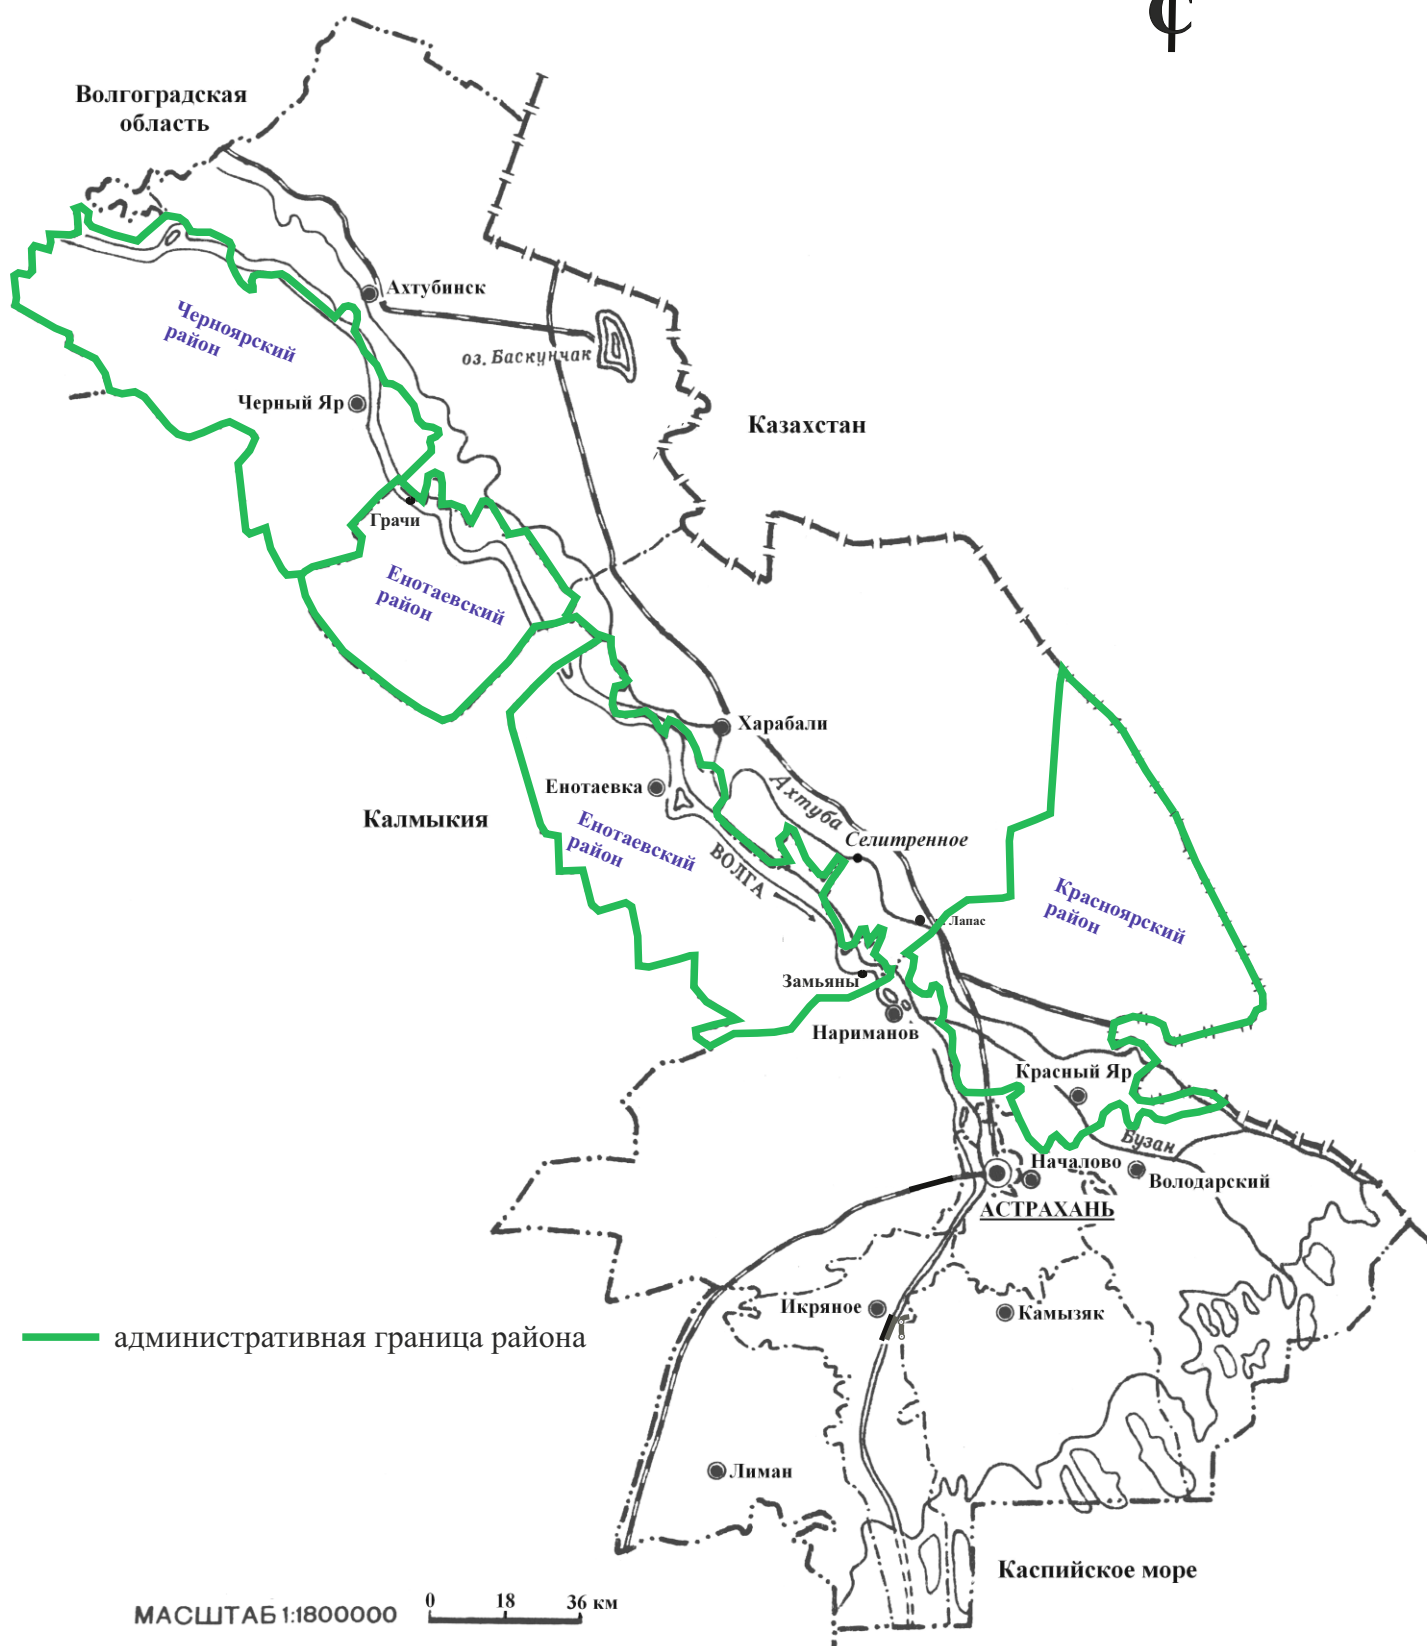 ¢
Волгоградская
область
Ахтубинск
Черноярский
район
оз. Баскунчак
Черный Яр
Казахстан
Грачи
Енотаевский
район
Харабали
Енотаевка
Ахтуба
Калмыкия
Енотаевский
район
Селитренное
ВОЛГА
Красноярский
район
Лапас
Замьяны
Нариманов
Красный Яр
Бузан
Началово
Володарский
АСТРАХАНЬ
Икряное
Камызяк
административная граница района
Лиман
Каспийское море
МАСШТАБ 1:1800000
0 18 36 км